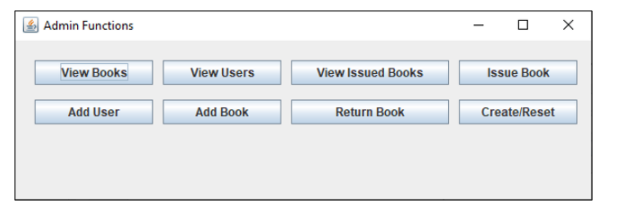 Admin Functions
View Books View Users View Issued Books Issue Book
Add User Add Book Return Book Create/Reset